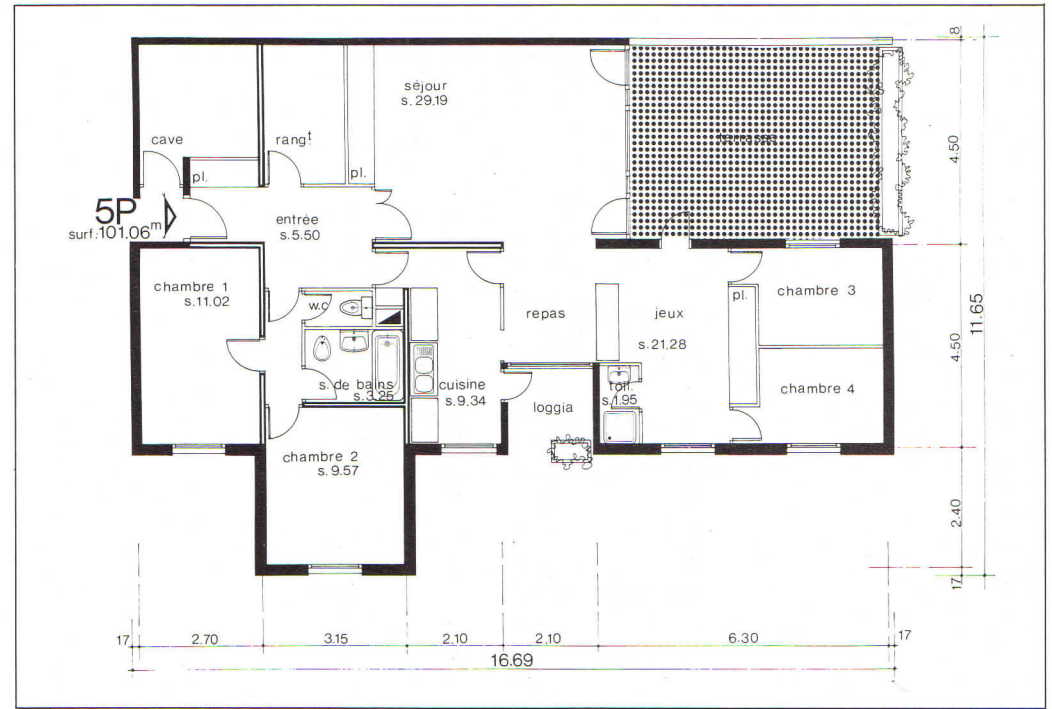 séjour
s. 29.19
cave
rang.t
terrasse
pl.
pl.
5P
surf:101.06m
entrée
s. 5.50
chambre 1
s.11.02
w.c
repas
jeux
s. 21.28
pl.
chambre 3
s. de bains
s. 3.25
cuisine
s. 9.34
loggia
toil.
s. 1.95
chambre 4
chambre 2
s. 9.57
8
4.50
4.50
11.65
2.40
17
17
2.70
3.15
2.10
2.10
6.30
17
16.69